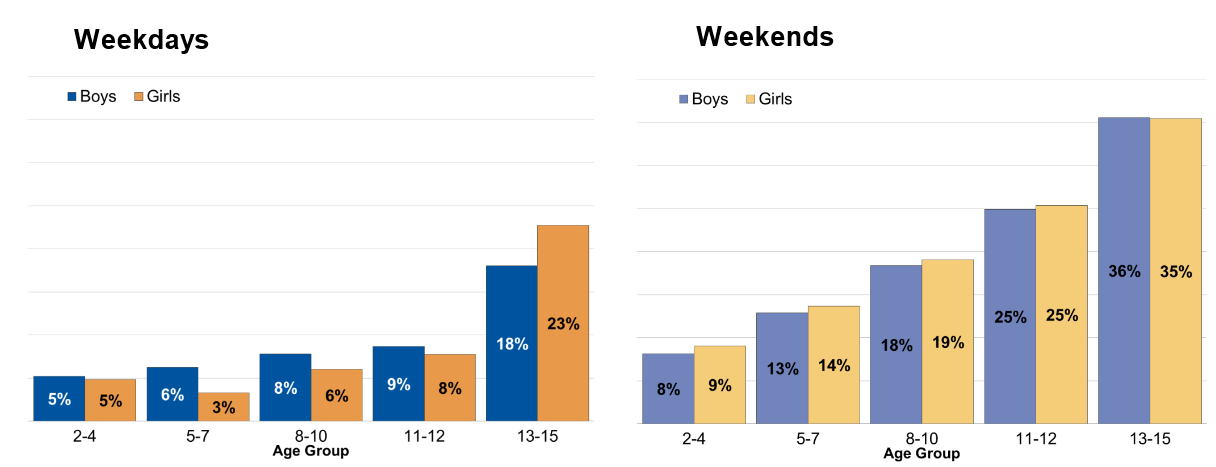 Weekdays
Boys Girls
5% 5% 6% 3% 8% 6% 9% 8% 18% 23%
2-4 5-7 8-10 11-12 13-15
Age Group
Weekends
Boys Girls
8% 9% 13% 14% 18% 19% 25% 25% 36% 35%
2-4 5-7 8-10 11-12 13-15
Age Group